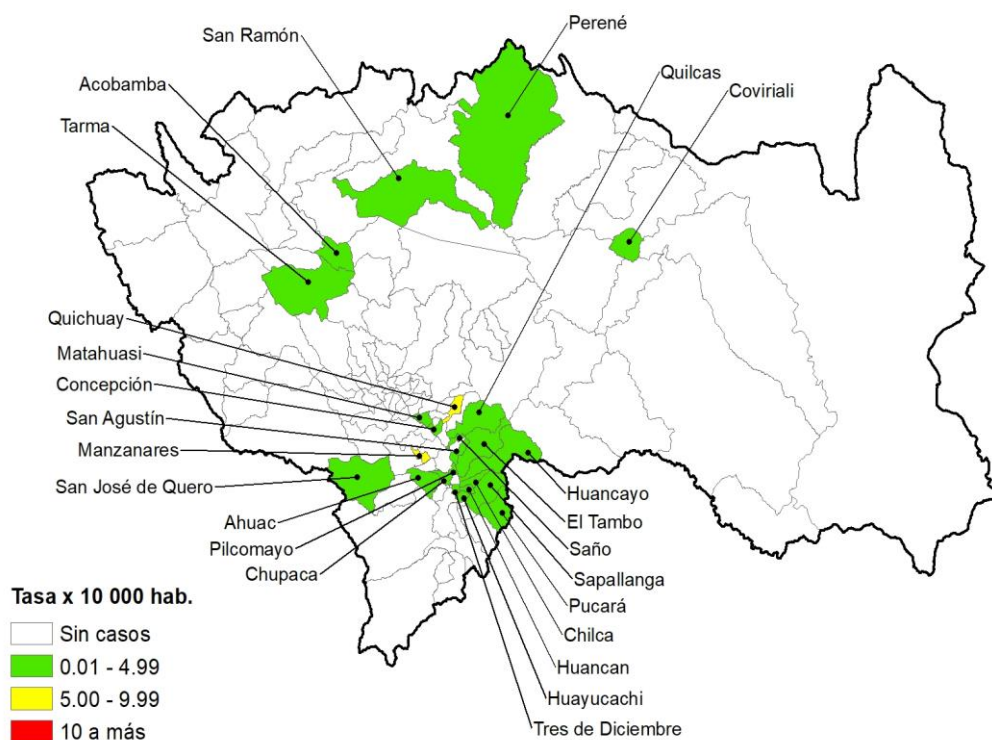 Perené
San Ramón
Quilcas
Acobamba
Coviriali
Tarma
Quichuay
Matahuasi
Concepción
San Agustín
Manzanares
San José de Quero
Huancayo
Ahuac
El Tambo
Pilcomayo
Saño
Chupaca
Sapallanga
Pucará
Chilca
Huancan
Huayucachi
Tres de Diciembre
Tasa x 10 000 hab.
Sin casos
0.01 - 4.99
5.00 - 9.99
10 a más